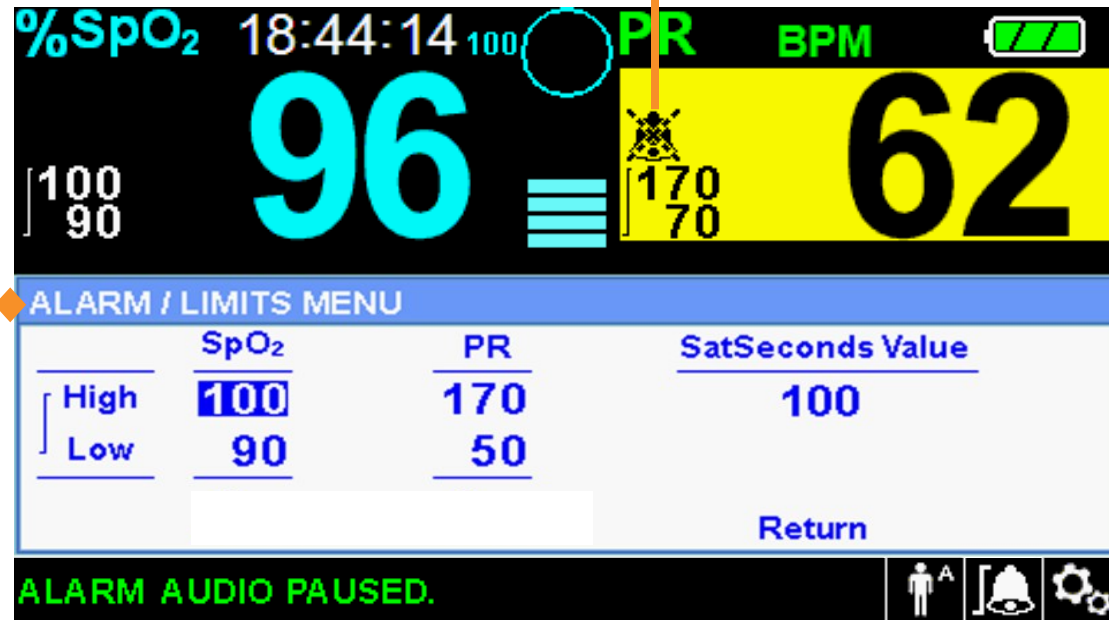 %SpO₂ 18:44:14 100 PR BPM
96 62
100 170
90 70
ALARM / LIMITS MENU
SpO₂ PR SatSeconds Value
High 100 170 100
Low 90 50
Return
ALARM AUDIO PAUSED. A